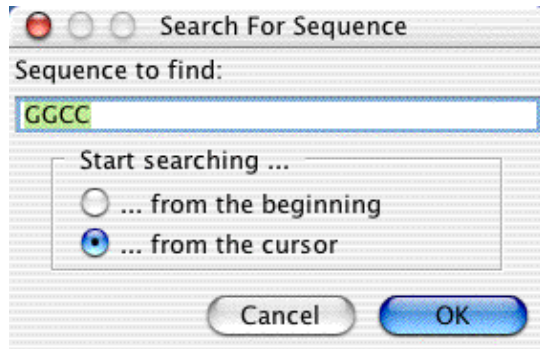 Search For Sequence
Sequence to find:
GGCC
Start searching ...
... from the beginning
... from the cursor
Cancel OK